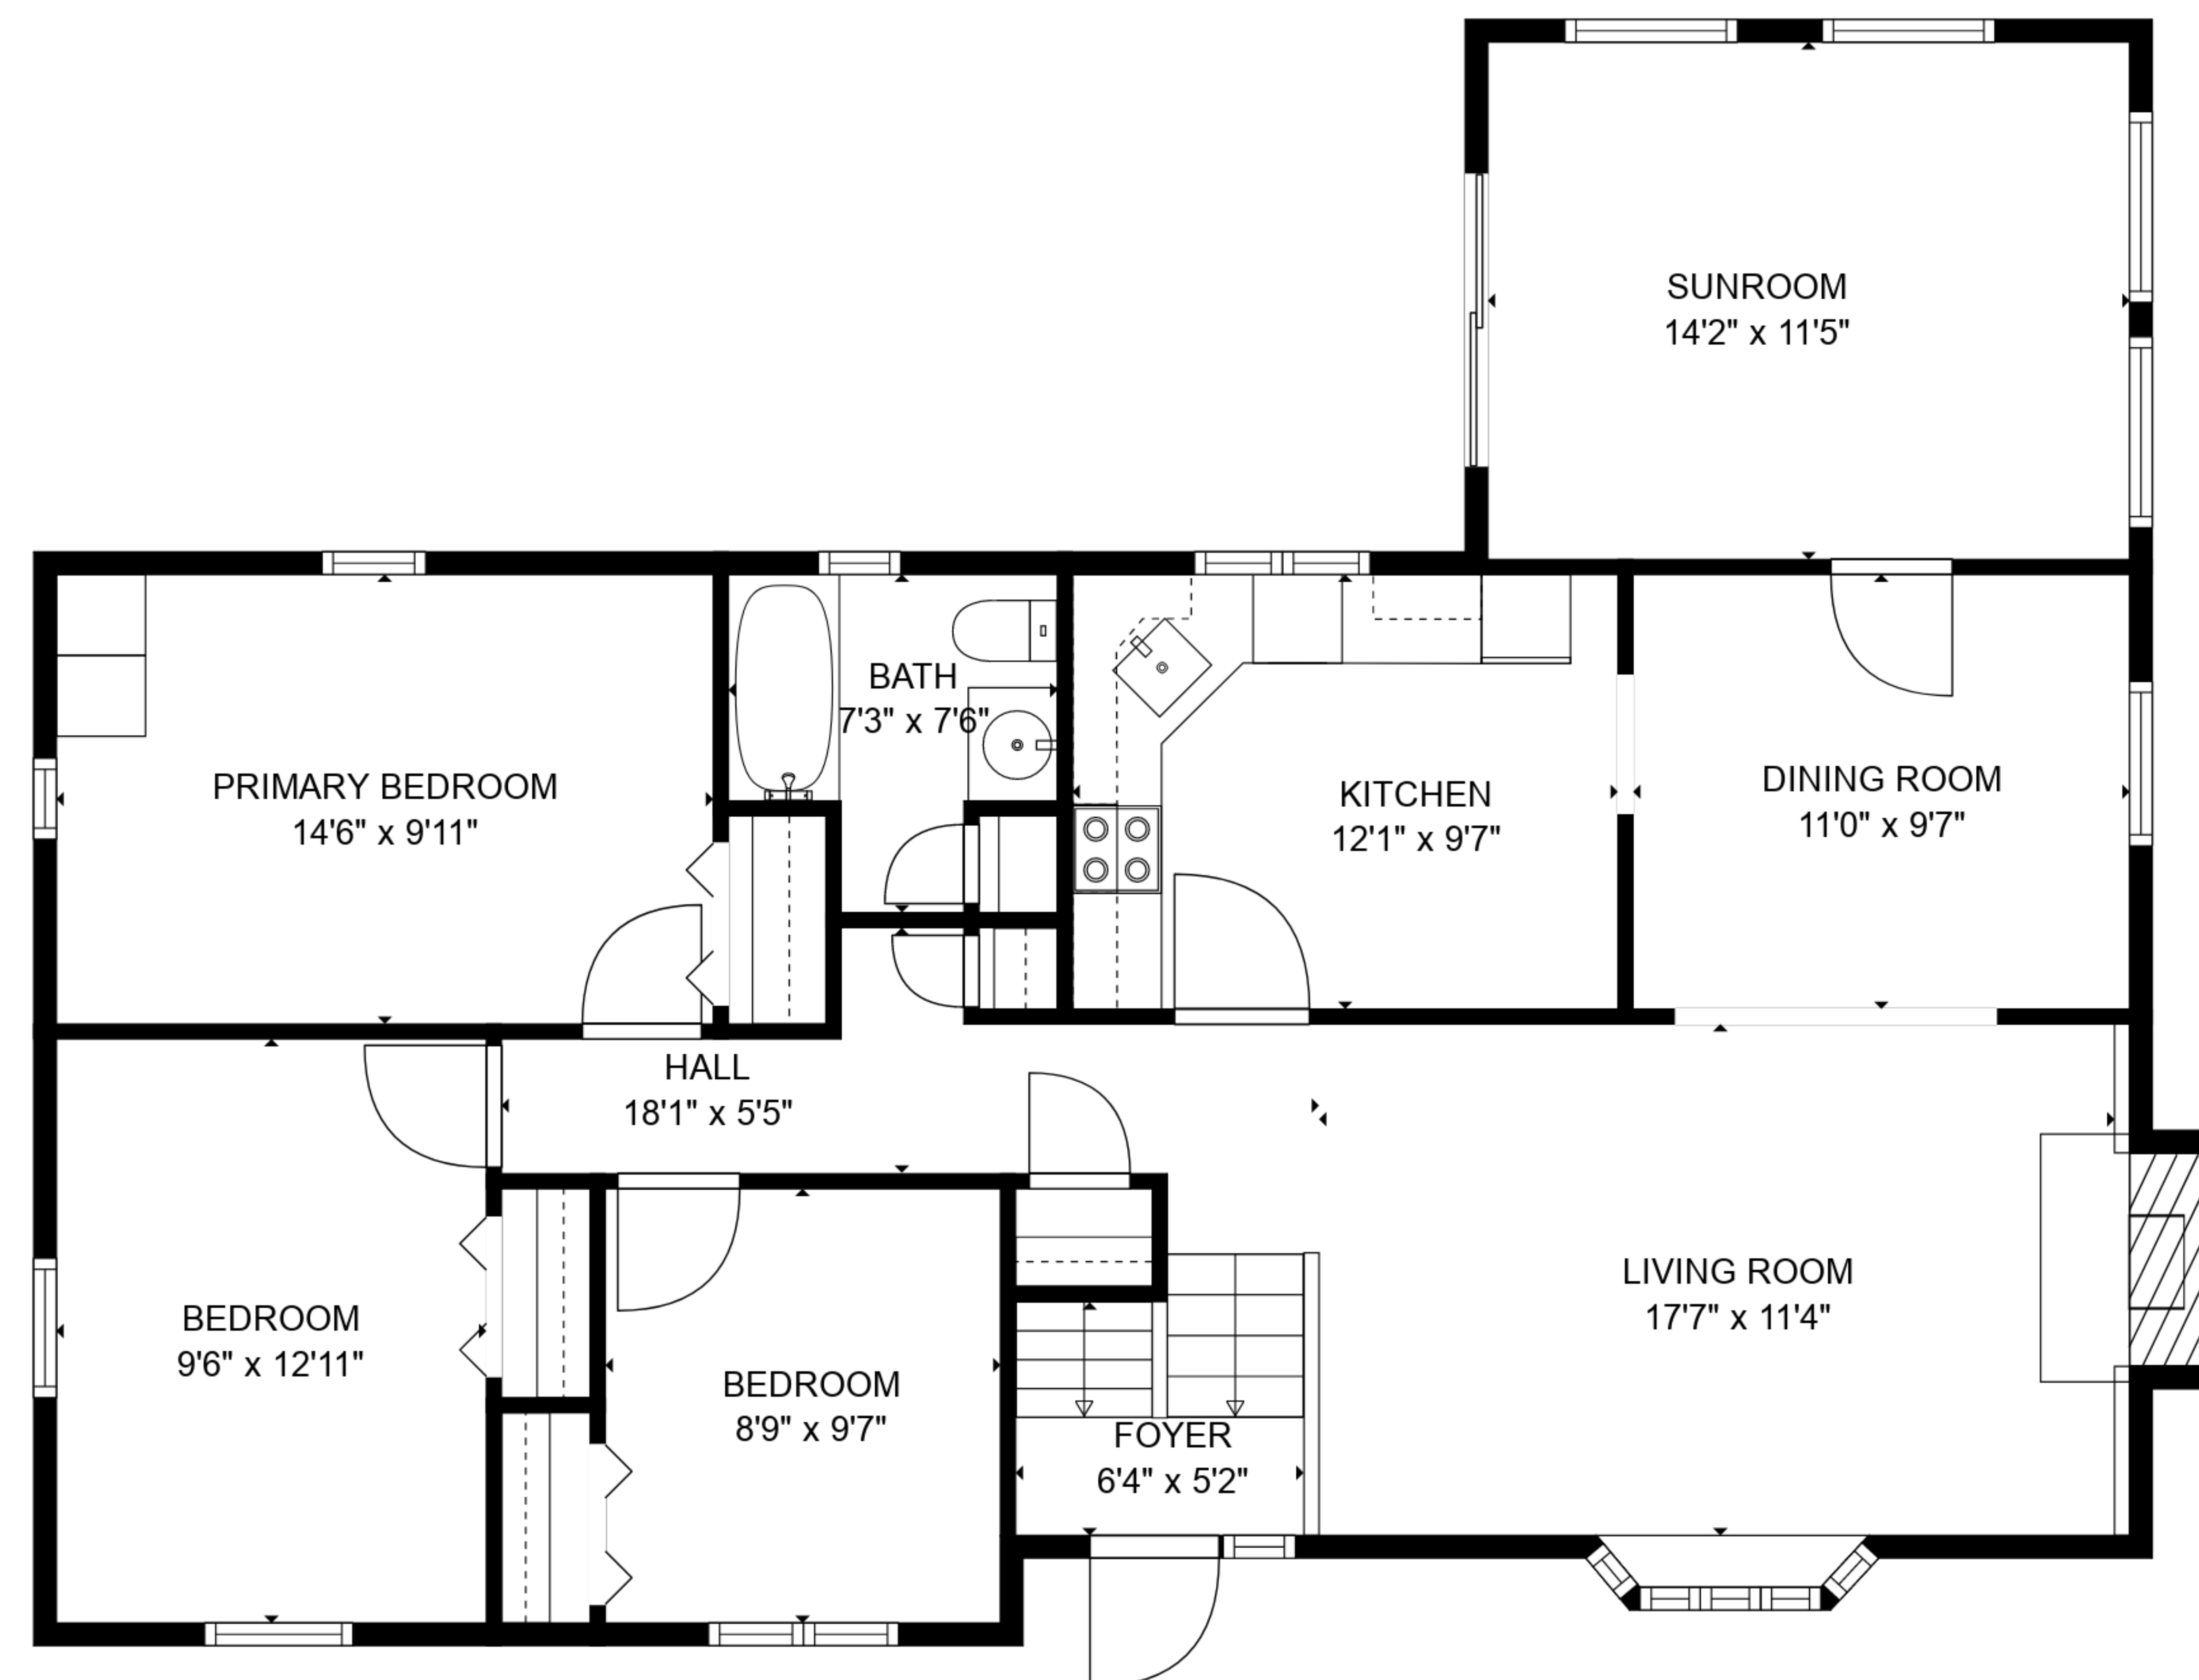 SUNROOM
14'2" x 11'5"
BATH
7'3" x 7'6"
PRIMARY BEDROOM
14'6" x 9'11"
KITCHEN
12'1" x 9'7"
DINING ROOM
11'0" x 9'7"
HALL
18'1" x 5'5"
LIVING ROOM
17'7" x 11'4"
BEDROOM
9'6" x 12'11"
BEDROOM
8'9" x 9'7"
FOYER
6'4" x 5'2"